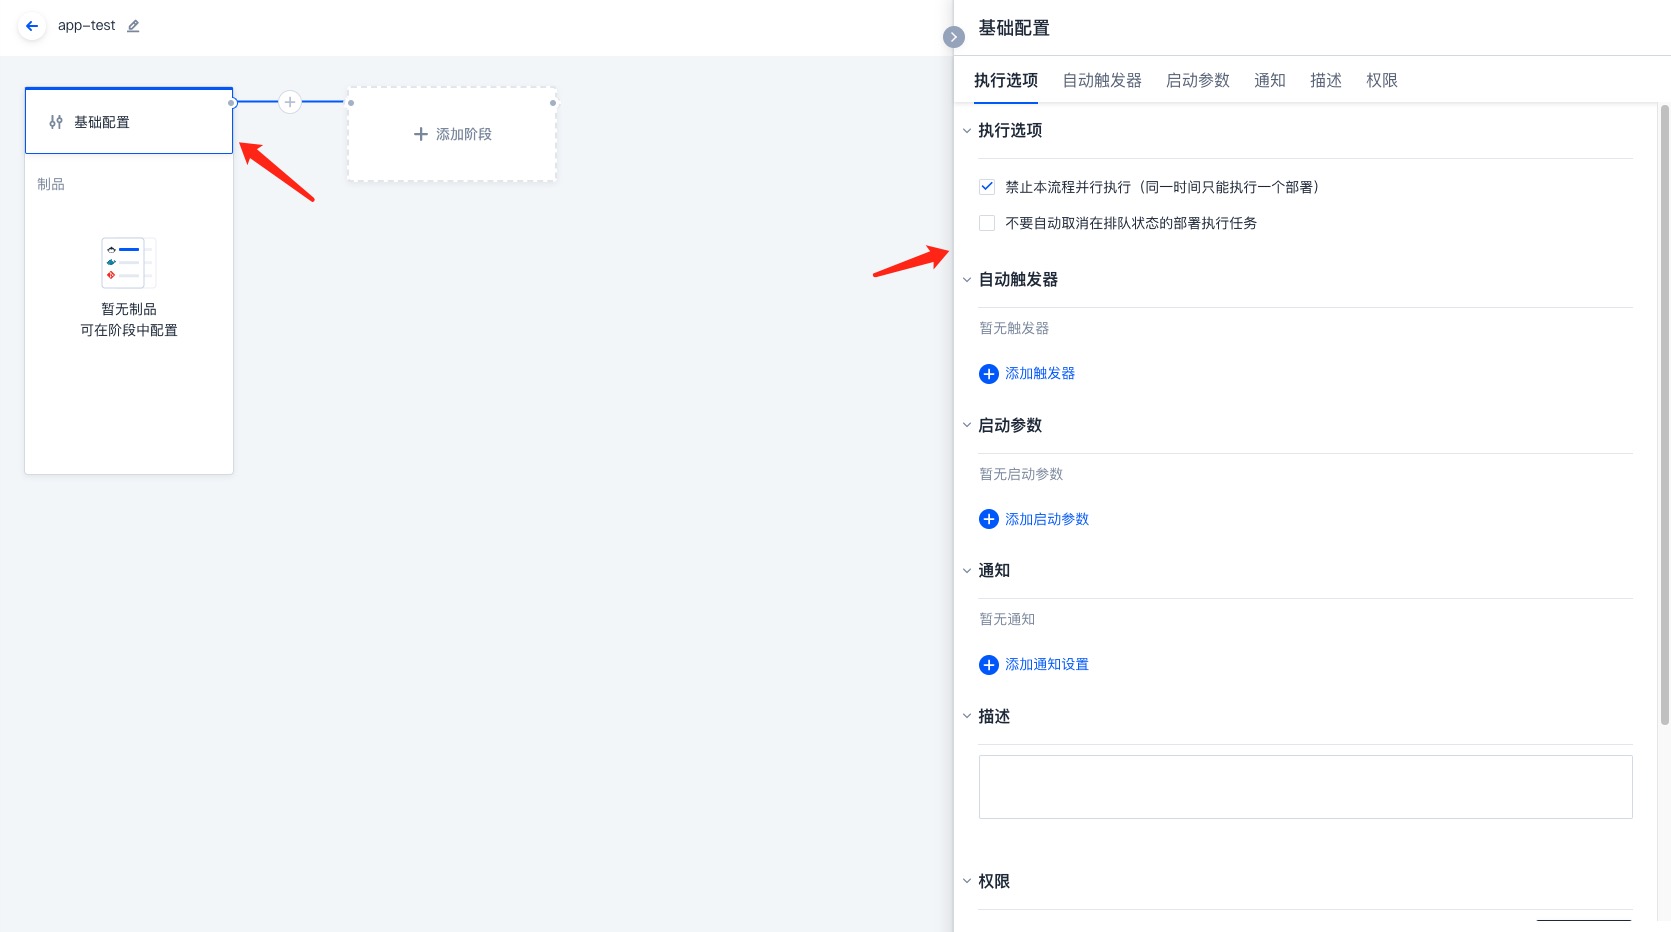 app-test
基础配置
添加阶段
制品
暂无制品
可在阶段中配置
基础配置
执行选项 自动触发器 启动参数 通知 描述 权限
执行选项
禁止本流程并行执行（同一时间只能执行一个部署）
不要自动取消在排队状态的部署执行任务
自动触发器
暂无触发器
添加触发器
启动参数
暂无启动参数
添加启动参数
通知
暂无通知
添加通知设置
描述
权限